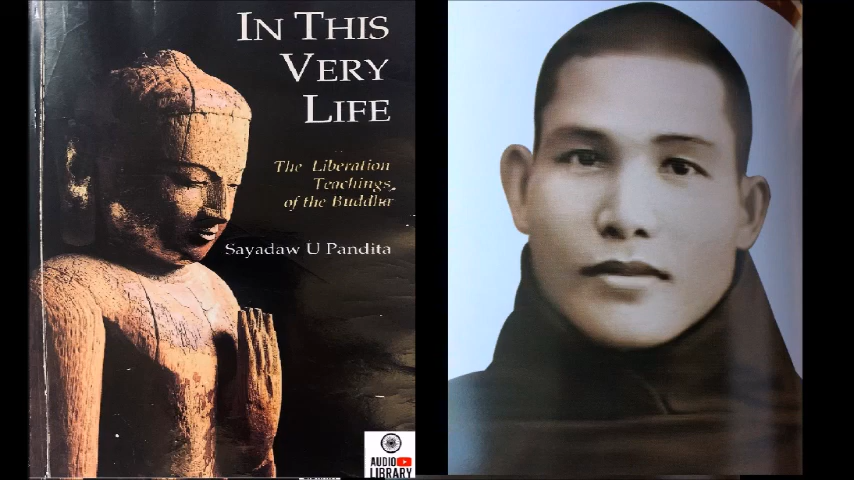 IN THIS
VERY
LIFE
The Liberation
Teachings
of the Buddha
Sayadaw U Pandita
AUDIO
LIBRARY